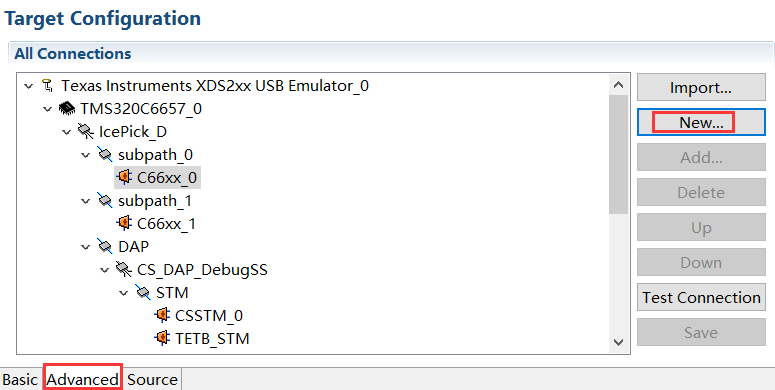 Target Configuration
All Connections
Texas Instruments XDS2xx USB Emulator_0
TMS320C6657_0
IcePick_D
subpath_0
C66xx_0
subpath_1
C66xx_1
DAP
CS_DAP_DebugSS
STM
CSSTM_0
TETB_STM
Import...
New...
Add...
Delete
Up
Down
Test Connection
Save
Basic Advanced Source